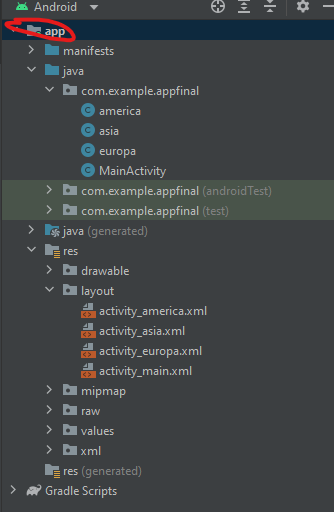 Android
app
manifests
java
com.example.appfinal
america
asia
europa
MainActivity
com.example.appfinal (androidTest)
com.example.appfinal (test)
java (generated)
res
drawable
layout
activity_america.xml
activity_asia.xml
activity_europa.xml
activity_main.xml
mipmap
raw
values
xml
res (generated)
Gradle Scripts